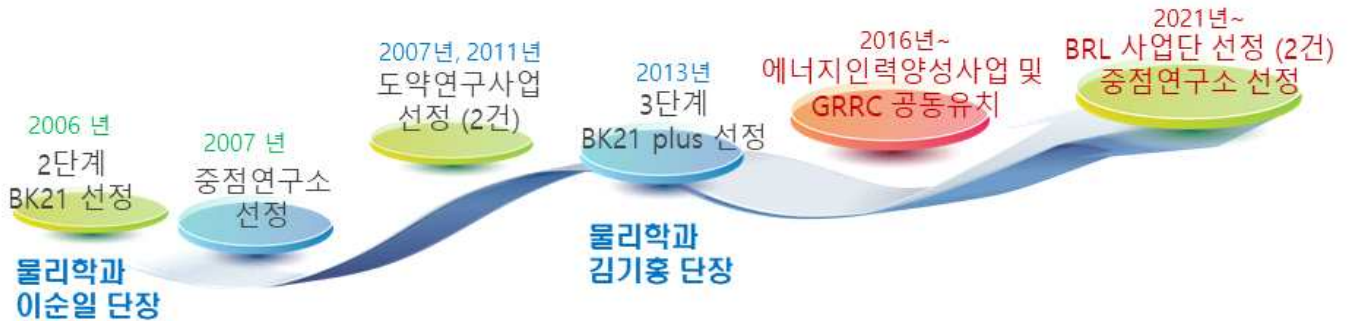 2006 년
2단계
BK21 선정
물리학과
이순일 단장
2007 년
중점연구소
선정
2007년, 2011년
도약연구사업
선정 (2건)
2013년
3단계
BK21 plus 선정
물리학과
김기홍 단장
2016년~
에너지인력양성사업 및
GRRC 공동유치
2021년~
BRL 사업단 선정 (2건)
중점연구소 선정